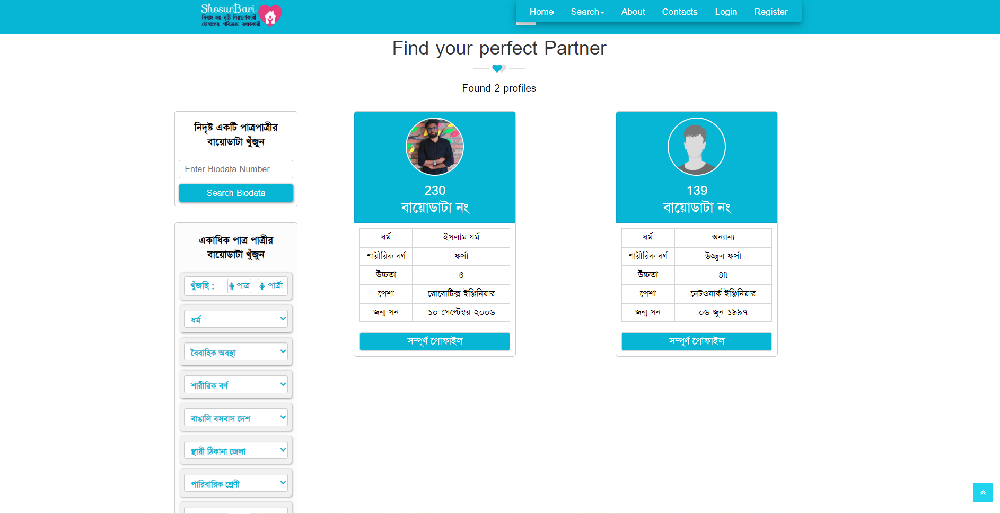 ShosurBari
বিবাহ হয় দৃষ্টি নিয়ন্ত্রণকারী
যৌনাঙ্গের পবিত্রতা রক্ষাকারী
Home Search About Contacts Login Register
Find your perfect Partner
Found 2 profiles
নিদৃষ্ট একটি পাত্রপাত্রীর
বায়োডাটা খুঁজুন
Enter Biodata Number
Search Biodata
একাধিক পাত্র পাত্রীর
বায়োডাটা খুঁজুন
খুঁজছি : পাত্র পাত্রী
ধর্ম
বৈবাহিক অবস্থা
শারীরিক বর্ণ
বাঙালি বসবাস দেশ
স্থায়ী ঠিকানা জেলা
পারিবারিক শ্রেণী
230
বায়োডাটা নং
ধর্ম ইসলাম ধর্ম
শারীরিক বর্ণ ফর্সা
উচ্চতা 6
পেশা রোবোটিক্স ইঞ্জিনিয়ার
জন্ম সন ১০-সেপ্টেম্বর-২০০৬
সম্পূর্ণ প্রোফাইল
139
বায়োডাটা নং
ধর্ম অন্যান্য
শারীরিক বর্ণ উজ্জ্বল ফর্সা
উচ্চতা 8ft
পেশা নেটওয়ার্ক ইঞ্জিনিয়ার
জন্ম সন ০৬-জুন-১৯৯৭
সম্পূর্ণ প্রোফাইল